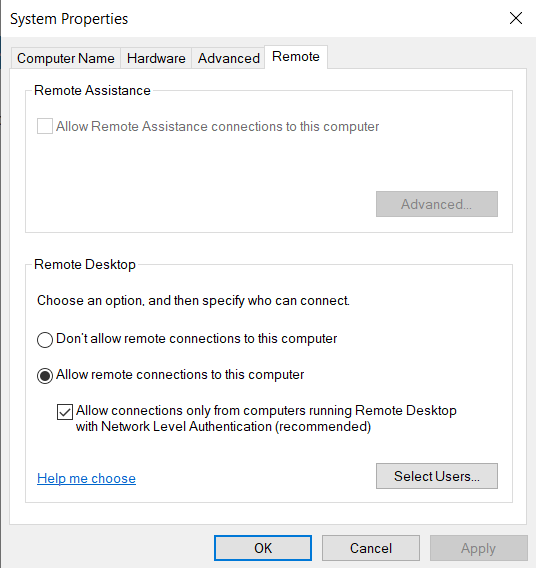 System Properties
Computer Name
Hardware
Advanced
Remote
Remote Assistance
Allow Remote Assistance connections to this computer
Advanced...
Remote Desktop
Choose an option, and then specify who can connect.
Don't allow remote connections to this computer
Allow remote connections to this computer
Allow connections only from computers running Remote Desktop
with Network Level Authentication (recommended)
Help me choose
Select Users...
OK
Cancel
Apply